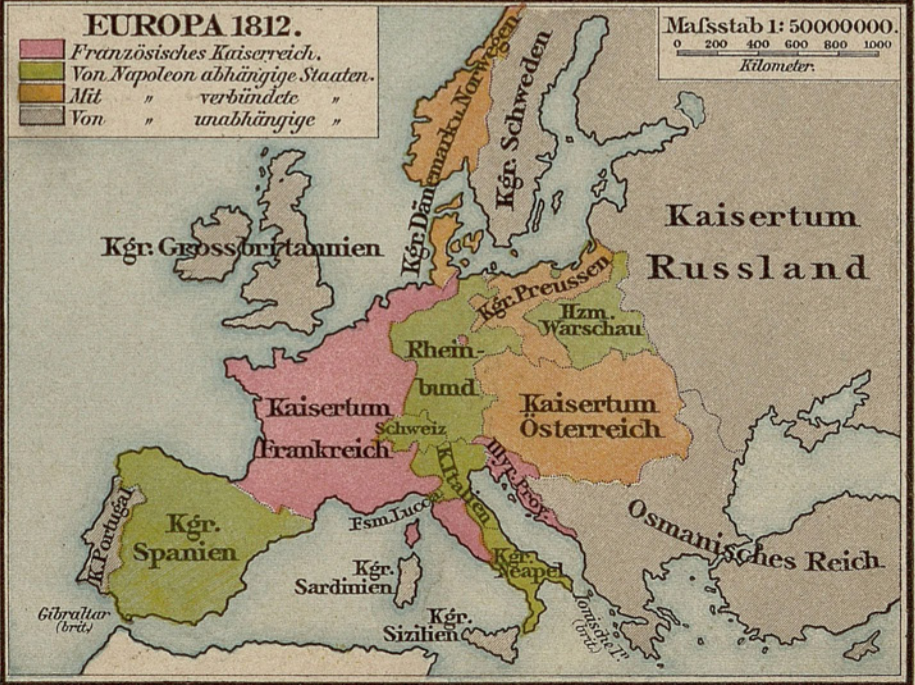 EUROPA 1812.
Französisches Kaiserreich.
Von Napoleon abhängige Staaten.
Mit " verbündete "
Von " unabhängige "
Maſsstab 1: 50000000.
0 200 400 600 800 1000
Kilometer.
Kgr. Dänemark u. Norwegen
Kgr. Schweden
Kaisertum
Russland
Kgr. Grossbritannien
Kgr. Preussen
Hzm.
Warschau
Rhein-
bund
Kaisertum
Österreich
Kaisertum
Frankreich
Schweiz
K. Italien
Illyr. Prov.
Fsm. Lucca
Osmanisches Reich
K. Portugal
Kgr.
Spanien
Kgr.
Sardinien
Kgr.
Neapel
Gibraltar
(brit.)
Kgr.
Sizilien
Ionische I.ⁿ
(brit.)